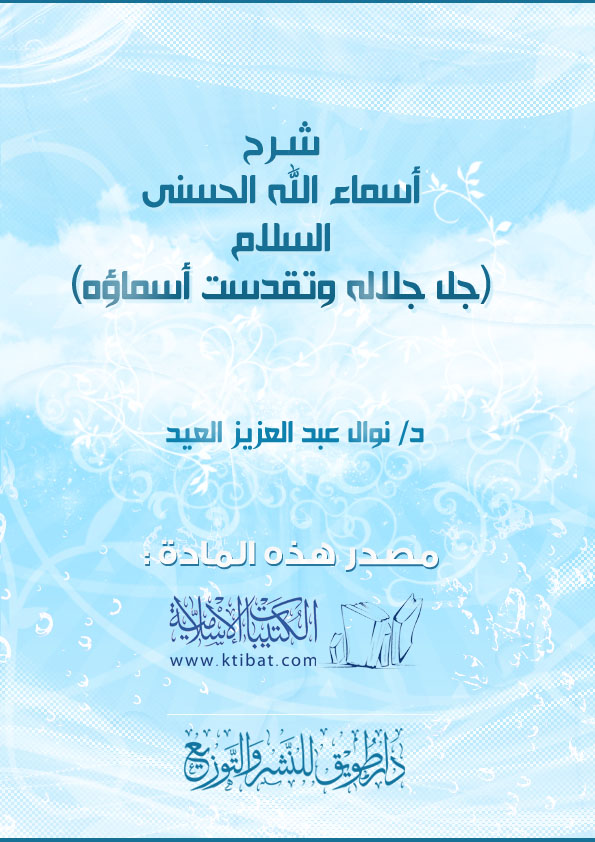 شرح
أسماء الله الحسنى
السلام
(جل جلاله وتقدست أسماؤه)
د/ نوال عبد العزيز العيد
مصدر هذه المادة :
الكتيبات الإسلامية
www.ktibat.com
دار طويق للنشر والتوزيع